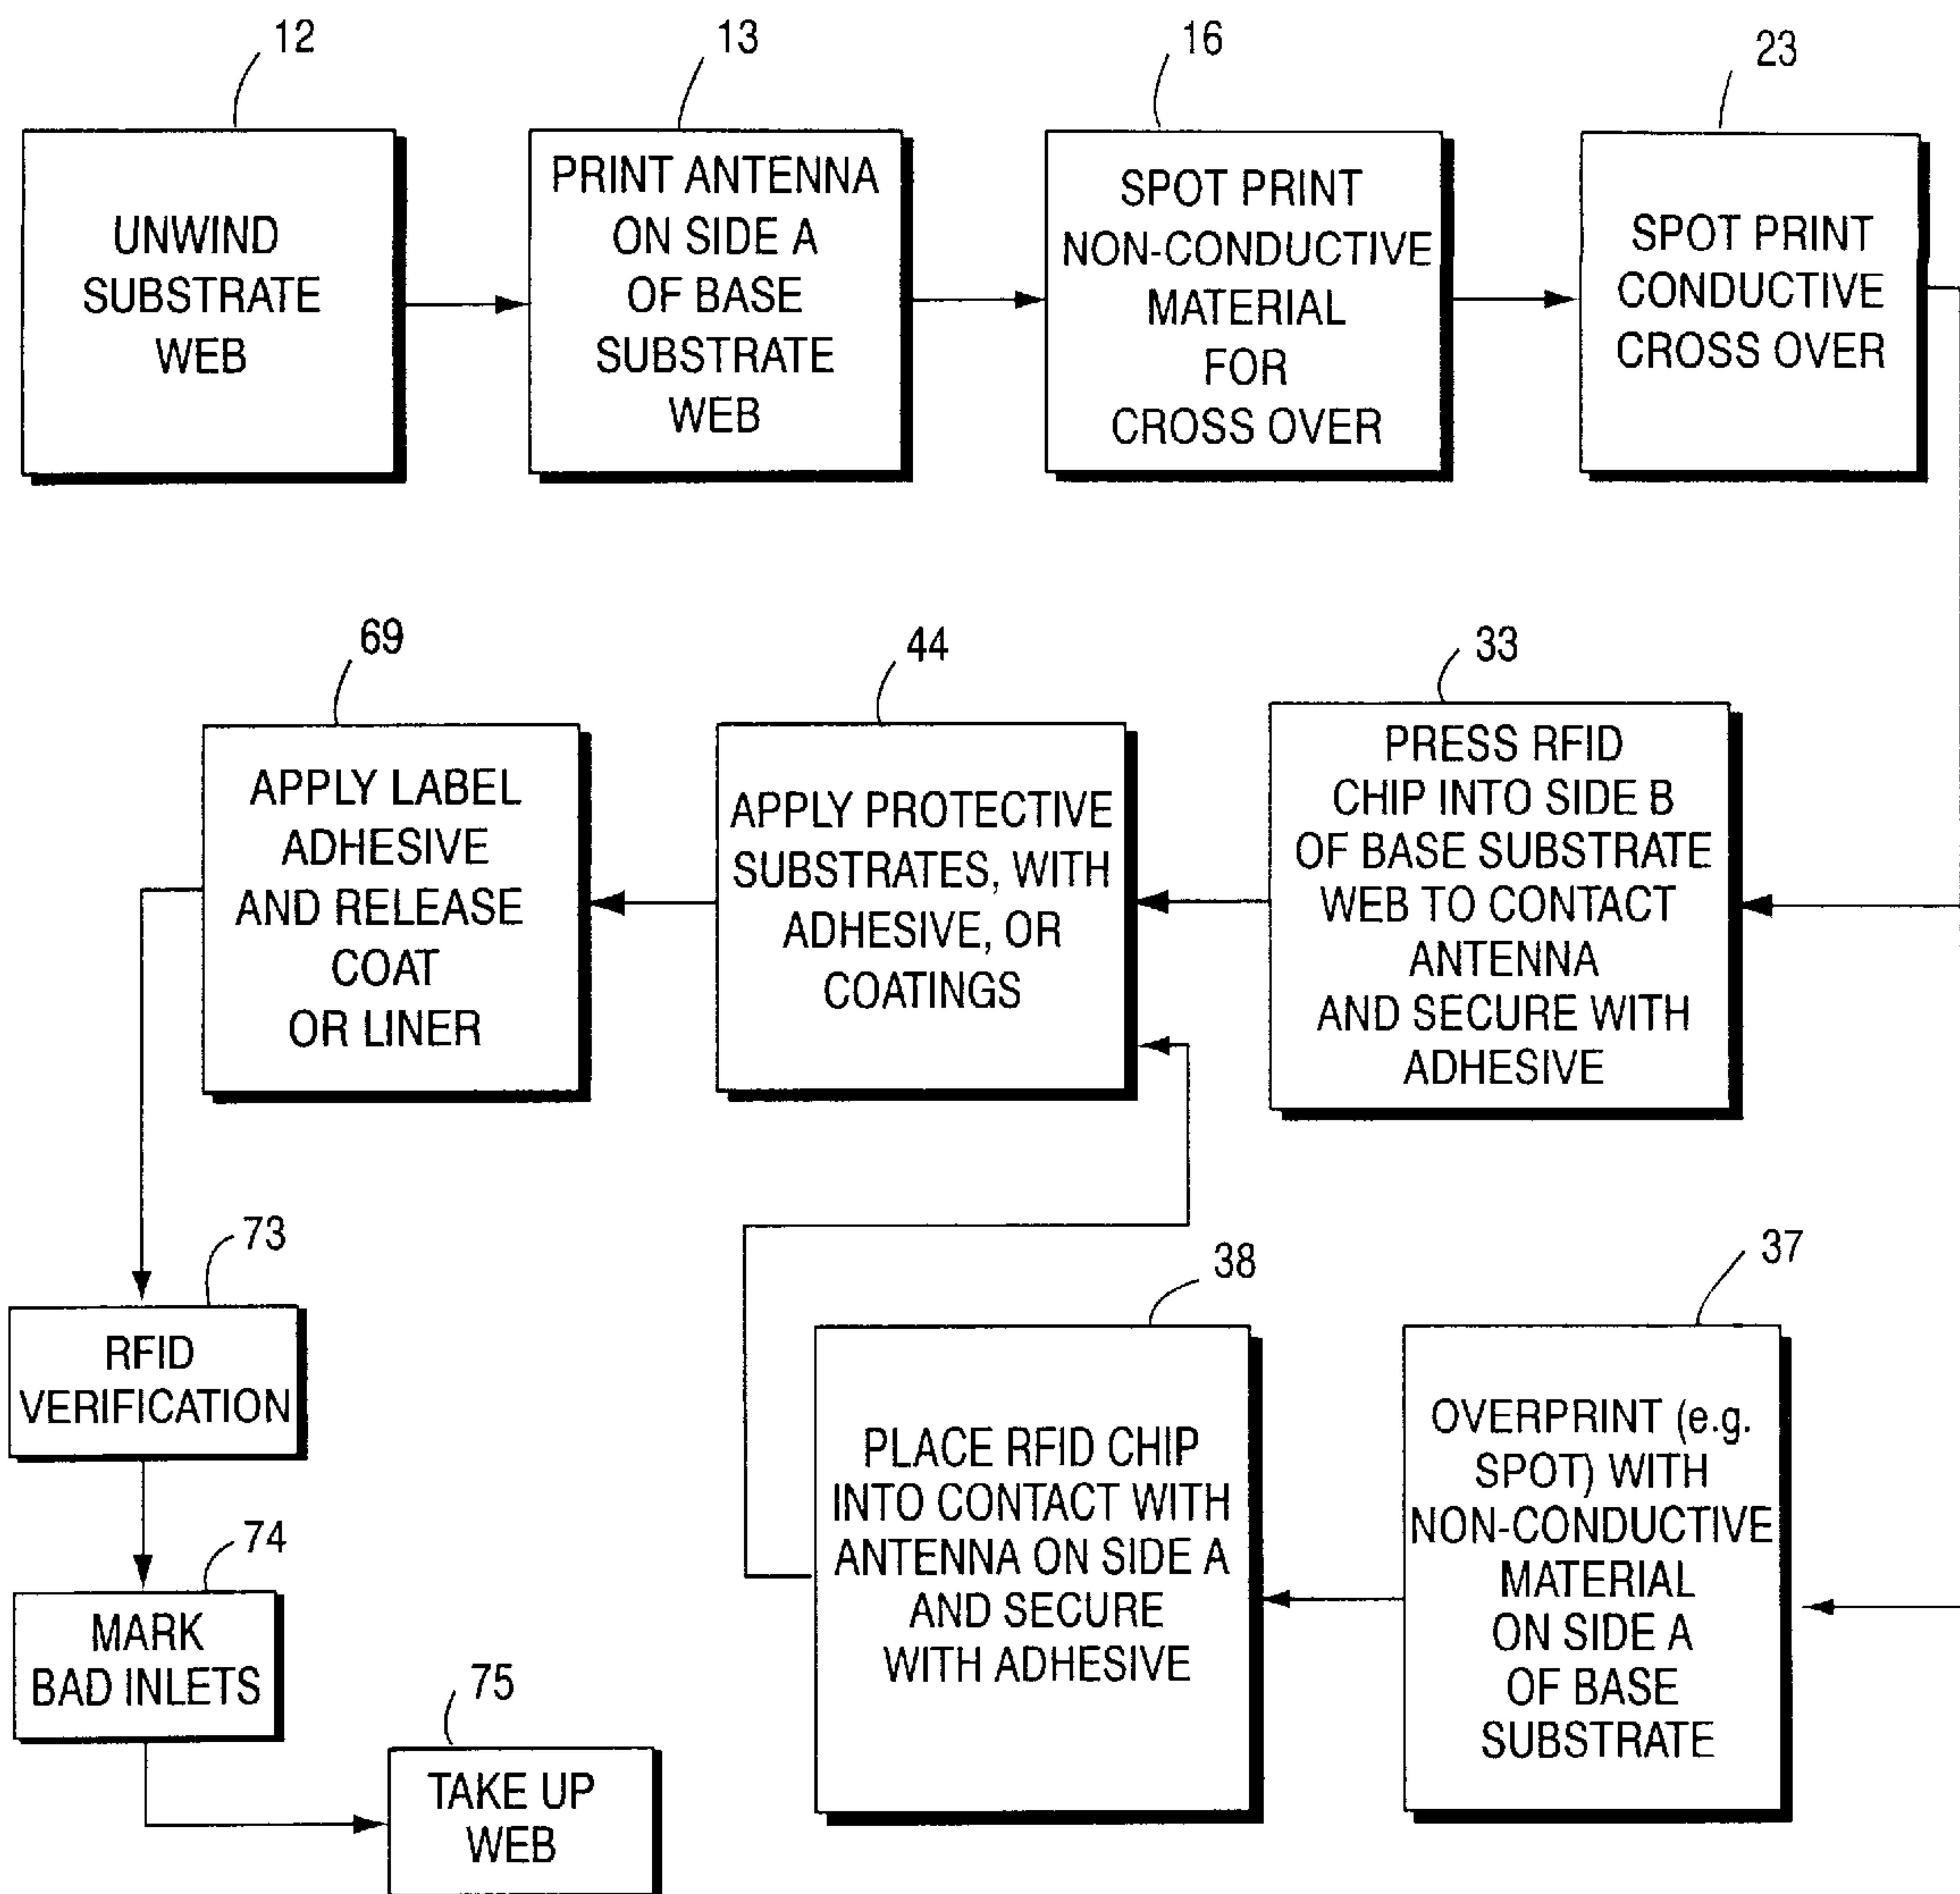 12
UNWIND
SUBSTRATE
WEB
13
PRINT ANTENNA
ON SIDE A
OF BASE
SUBSTRATE
WEB
16
SPOT PRINT
NON-CONDUCTIVE
MATERIAL
FOR
CROSS OVER
23
SPOT PRINT
CONDUCTIVE
CROSS OVER
33
PRESS RFID
CHIP INTO SIDE B
OF BASE SUBSTRATE
WEB TO CONTACT
ANTENNA
AND SECURE WITH
ADHESIVE
44
APPLY PROTECTIVE
SUBSTRATES, WITH
ADHESIVE, OR
COATINGS
69
APPLY LABEL
ADHESIVE
AND RELEASE
COAT
OR LINER
37
OVERPRINT (e.g.
SPOT) WITH
NON-CONDUCTIVE
MATERIAL
ON SIDE A
OF BASE
SUBSTRATE
38
PLACE RFID CHIP
INTO CONTACT WITH
ANTENNA ON SIDE A
AND SECURE
WITH ADHESIVE
73
RFID
VERIFICATION
74
MARK
BAD INLETS
75
TAKE UP
WEB